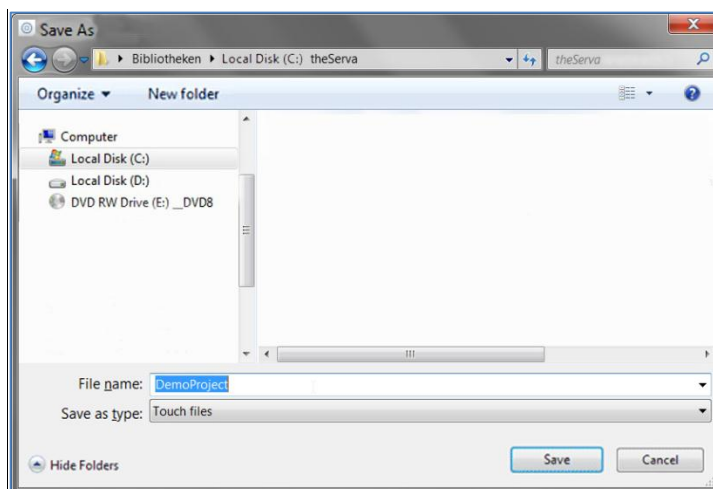 Save As
Bibliotheken Local Disk (C:) theServa theServa
Organize New folder
Computer
Local Disk (C:)
Local Disk (D:)
DVD RW Drive (E:) __DVD8
File name: DemoProject
Save as type: Touch files
Hide Folders Save Cancel